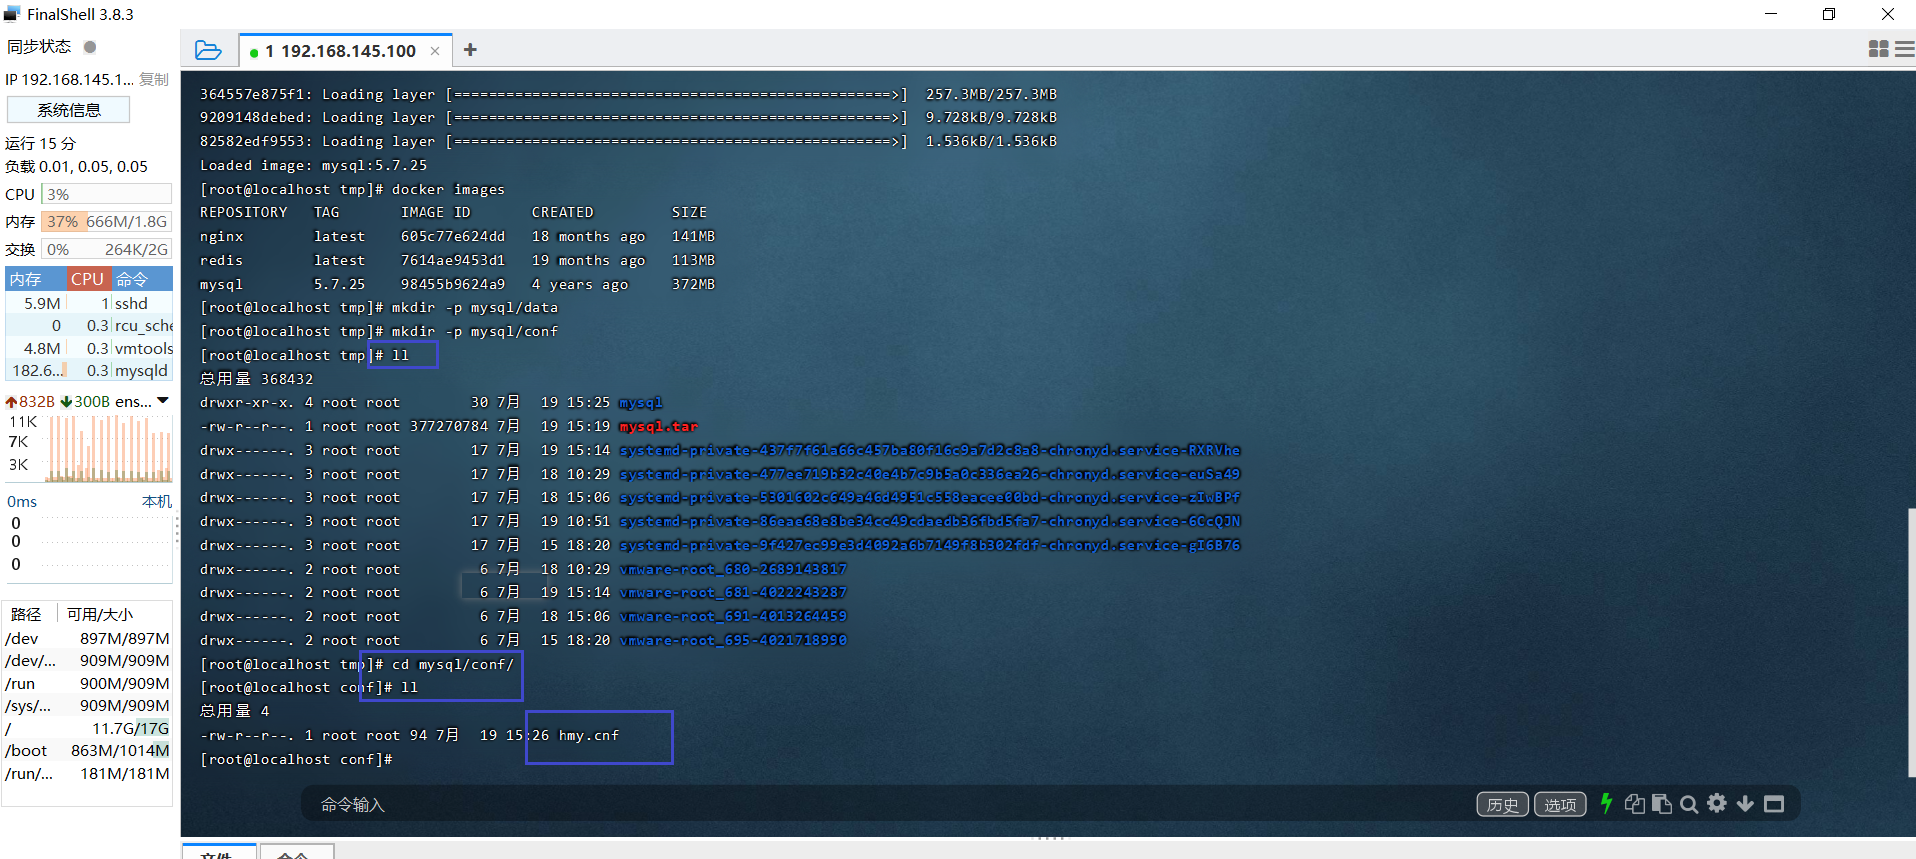 FinalShell 3.8.3
同步状态
IP 192.168.145.1... 复制
系统信息
运行 15 分
负载 0.01, 0.05, 0.05
CPU 3%
内存 37% 666M/1.8G
交换 0% 264K/2G
内存 CPU 命令
5.9M 1 sshd
0 0.3 rcu_sche
4.8M 0.3 vmtools
182.6... 0.3 mysqld
832B 300B ens...
11K
7K
3K
0ms 本机
0
0
0
路径 可用/大小
/dev 897M/897M
/dev/... 909M/909M
/run 900M/909M
/sys/... 909M/909M
/ 11.7G/17G
/boot 863M/1014M
/run/... 181M/181M
1 192.168.145.100 × +
364557e875f1: Loading layer [==================================================>]  257.3MB/257.3MB
9209148debed: Loading layer [==================================================>]  9.728kB/9.728kB
82582edf9553: Loading layer [==================================================>]  1.536kB/1.536kB
Loaded image: mysql:5.7.25
[root@localhost tmp]# docker images
REPOSITORY   TAG       IMAGE ID       CREATED         SIZE
nginx        latest    605c77e624dd   18 months ago   141MB
redis        latest    7614ae9453d1   19 months ago   113MB
mysql        5.7.25    98455b9624a9   4 years ago     372MB
[root@localhost tmp]# mkdir -p mysql/data
[root@localhost tmp]# mkdir -p mysql/conf
[root@localhost tmp]# ll
总用量 368432
drwxr-xr-x. 4 root root        30 7月  19 15:25 mysql
-rw-r--r--. 1 root root 377270784 7月  19 15:19 mysql.tar
drwx------. 3 root root        17 7月  19 15:14 systemd-private-437f7f61a66c457ba80f16c9a7d2c8a8-chronyd.service-RXRVhe
drwx------. 3 root root        17 7月  18 10:29 systemd-private-477ee719b32c40e4b7c9b5a0c336ea26-chronyd.service-euSa49
drwx------. 3 root root        17 7月  18 15:06 systemd-private-5301602c649a46d4951c558eacee00bd-chronyd.service-zIwBPf
drwx------. 3 root root        17 7月  19 10:51 systemd-private-86eae68e8be34cc49cdaedb36fbd5fa7-chronyd.service-6CcQJN
drwx------. 3 root root        17 7月  15 18:20 systemd-private-9f427ec99e3d4092a6b7149f8b302fdf-chronyd.service-gI6B76
drwx------. 2 root root         6 7月  18 10:29 vmware-root_680-2689143817
drwx------. 2 root root         6 7月  19 15:14 vmware-root_681-4022243287
drwx------. 2 root root         6 7月  18 15:06 vmware-root_691-4013264459
drwx------. 2 root root         6 7月  15 18:20 vmware-root_695-4021718990
[root@localhost tmp]# cd mysql/conf/
[root@localhost conf]# ll
总用量 4
-rw-r--r--. 1 root root 94 7月  19 15:26 hmy.cnf
[root@localhost conf]#
命令输入
历史 选项
文件 命令